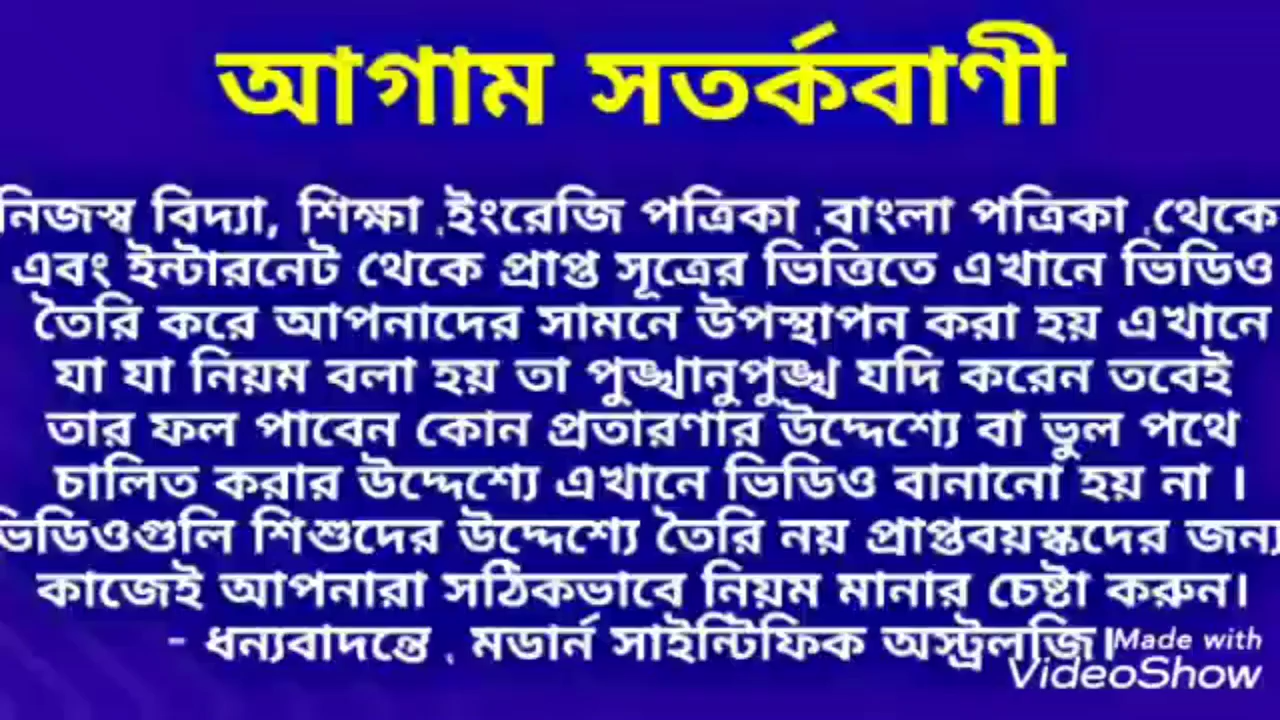 আগাম সতর্কবাণী
নিজস্ব বিদ্যা, শিক্ষা ,ইংরেজি পত্রিকা ,বাংলা পত্রিকা ,থেকে
এবং ইন্টারনেট থেকে প্রাপ্ত সূত্রের ভিত্তিতে এখানে ভিডিও
তৈরি করে আপনাদের সামনে উপস্থাপন করা হয় এখানে
যা যা নিয়ম বলা হয় তা পুঙ্খানুপুঙ্খ যদি করেন তবেই
তার ফল পাবেন কোন প্রতারণার উদ্দেশ্যে বা ভুল পথে
চালিত করার উদ্দেশ্যে এখানে ভিডিও বানানো হয় না ।
ভিডিওগুলি শিশুদের উদ্দেশ্যে তৈরি নয় প্রাপ্তবয়স্কদের জন্য
কাজেই আপনারা সঠিকভাবে নিয়ম মানার চেষ্টা করুন।
- ধন্যবাদন্তে , মডার্ন সাইন্টিফিক অস্ট্রলজি।
Made with
VideoShow